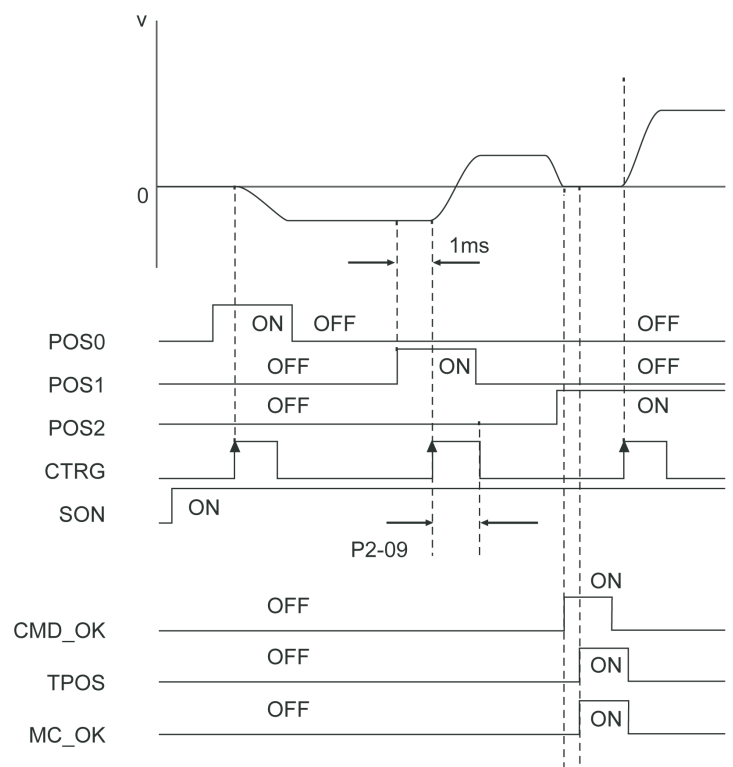 v
0
1ms
POS0 ON OFF OFF
POS1 OFF ON OFF
POS2 OFF ON
CTRG
SON ON
P2-09
ON
CMD_OK OFF
TPOS OFF ON
MC_OK OFF ON